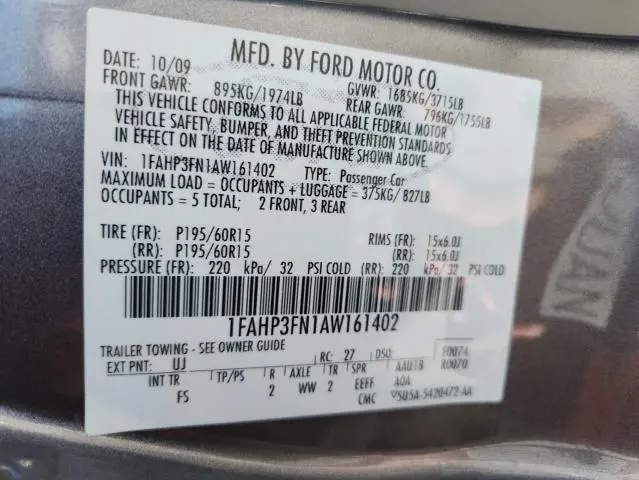 MFD. BY FORD MOTOR CO.
DATE: 10/09 GVWR: 1685KG/3715LB
FRONT GAWR: 895KG/1974LB REAR GAWR: 796KG/1755LB
THIS VEHICLE CONFORMS TO ALL APPLICABLE FEDERAL MOTOR
VEHICLE SAFETY, BUMPER, AND THEFT PREVENTION STANDARDS
IN EFFECT ON THE DATE OF MANUFACTURE SHOWN ABOVE.
VIN: 1FAHP3FN1AW161402 TYPE: Passenger Car
MAXIMUM LOAD = OCCUPANTS + LUGGAGE = 375KG/ 827LB
OCCUPANTS = 5 TOTAL; 2 FRONT, 3 REAR
TIRE (FR): P195/60R15 RIMS (FR): 15x6.0J
(RR): P195/60R15 (RR): 15x6.0J
PRESSURE (FR): 220 kPa/ 32 PSI COLD (RR): 220 kPa/ 32 PSI COLD
1FAHP3FN1AW161402
TRAILER TOWING - SEE OWNER GUIDE F0074
EXT PNT: UJ RC: 27 DSO: R0070
INT TR TP/PS R AXLE TR SPR AAU18
FS 2 WW 2 EEFF A0A
CMC